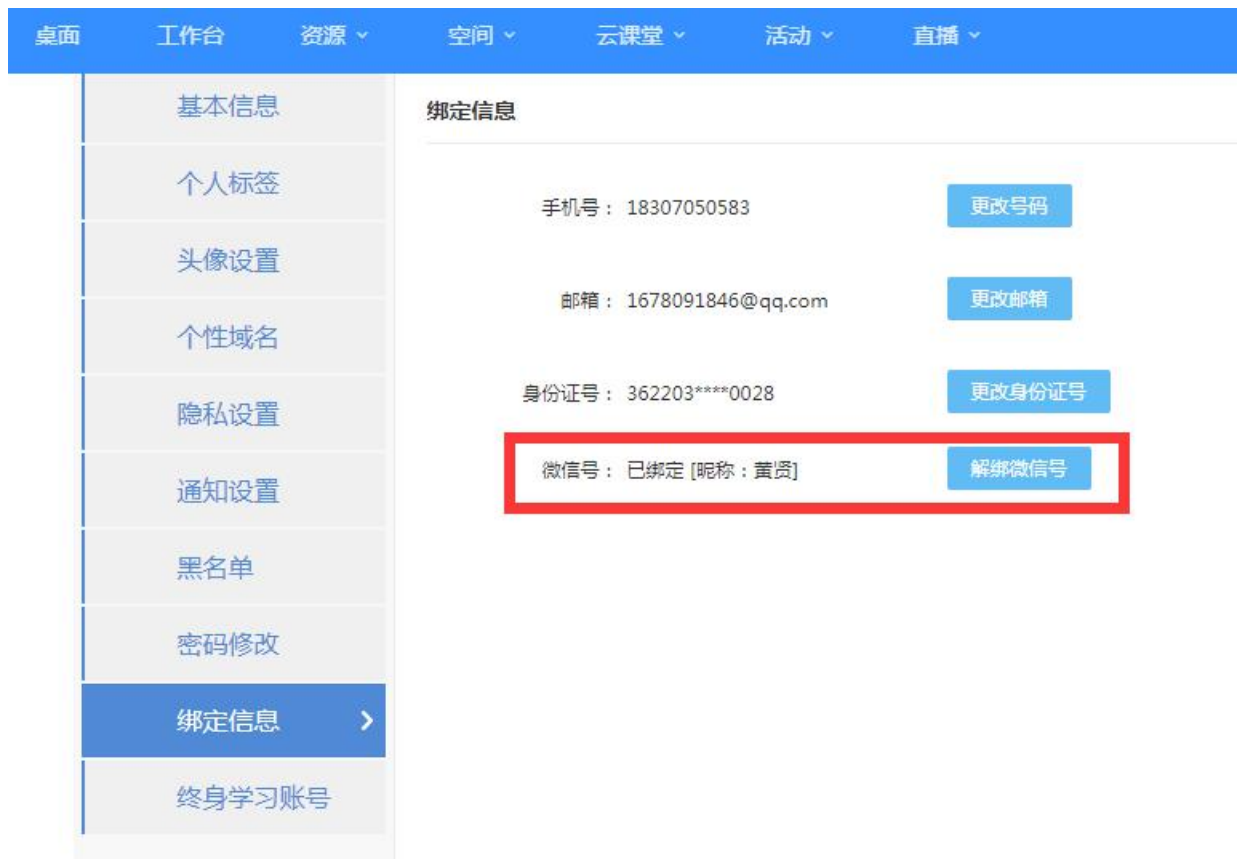 桌面 工作台 资源 空间 云课堂 活动 直播
基本信息
个人标签
头像设置
个性域名
隐私设置
通知设置
黑名单
密码修改
绑定信息
终身学习账号
绑定信息
手机号： 18307050583 更改号码
邮箱： 1678091846@qq.com 更改邮箱
身份证号： 362203****0028 更改身份证号
微信号： 已绑定 [昵称：黄贤] 解绑微信号